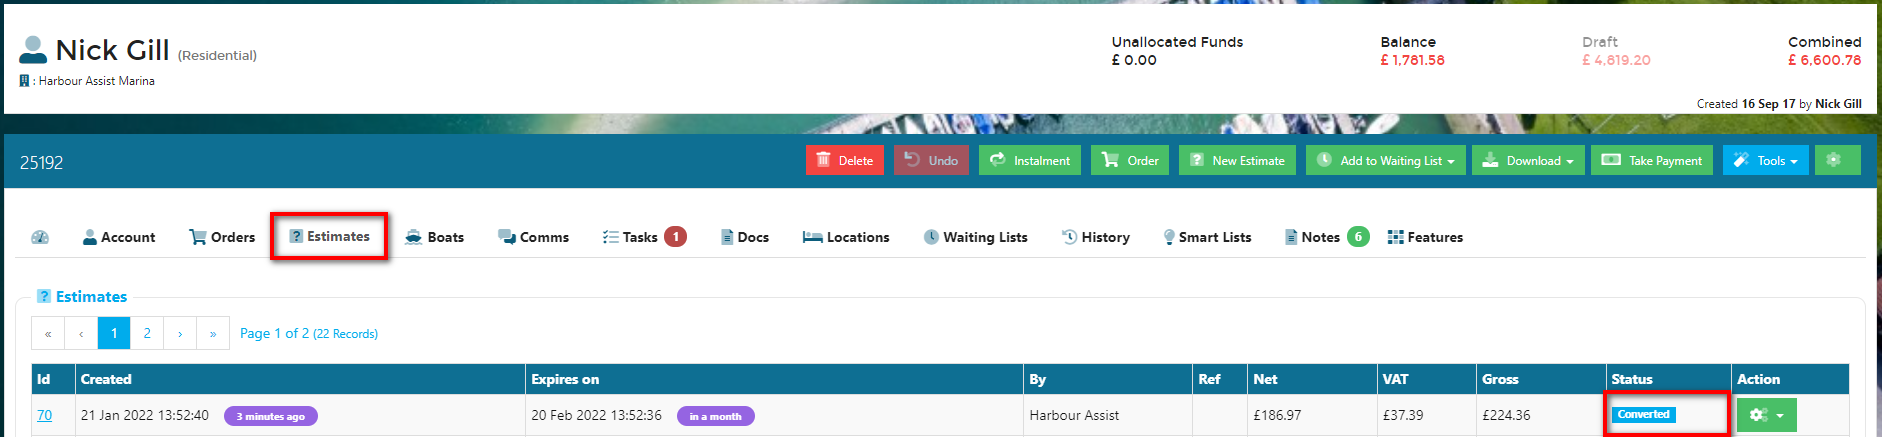 Nick Gill (Residential)
: Harbour Assist Marina
Unallocated Funds
£ 0.00
Balance
£ 1,781.58
Draft
£ 4,819.20
Combined
£ 6,600.78
Created 16 Sep 17 by Nick Gill
25192
Delete Undo Instalment Order New Estimate Add to Waiting List Download Take Payment Tools
Account Orders Estimates Boats Comms Tasks 1 Docs Locations Waiting Lists History Smart Lists Notes 6 Features
Estimates
« ‹ 1 2 › » Page 1 of 2 (22 Records)
Id Created Expires on By Ref Net VAT Gross Status Action
70 21 Jan 2022 13:52:40 3 minutes ago 20 Feb 2022 13:52:36 in a month Harbour Assist £186.97 £37.39 £224.36 Converted